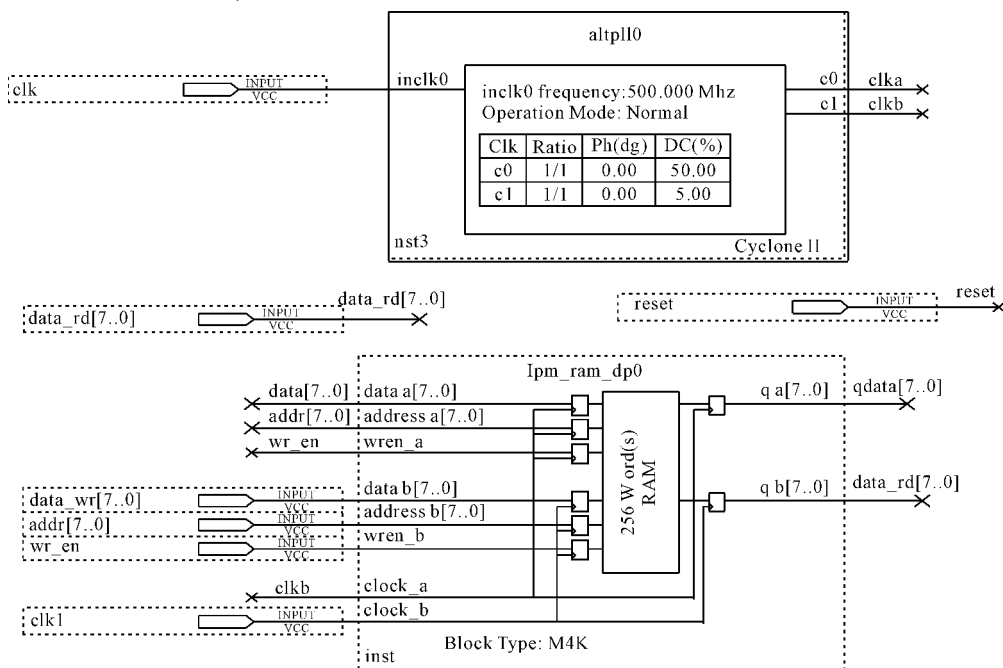 altpll0
inclk0
c0 clka
clk
INPUT
VCC
inclk0 frequency:500.000 Mhz
c1 clkb
Operation Mode: Normal
Clk Ratio Ph(dg) DC(%)
c0 1/1 0.00 50.00
c1 1/1 0.00 5.00
nst3
Cyclone II
data_rd[7..0]
INPUT
VCC
data_rd[7..0]
reset
INPUT
VCC
reset
lpm_ram_dp0
data[7..0] data a[7..0]
q a[7..0] qdata[7..0]
addr[7..0] address a[7..0]
wr_en wren_a
256 Word(s)
RAM
data_wr[7..0]
INPUT
VCC
data b[7..0]
q b[7..0] data_rd[7..0]
addr[7..0]
INPUT
VCC
address b[7..0]
wr_en
INPUT
VCC
wren_b
clkb clock_a
clk1
INPUT
VCC
clock_b
Block Type: M4K
inst